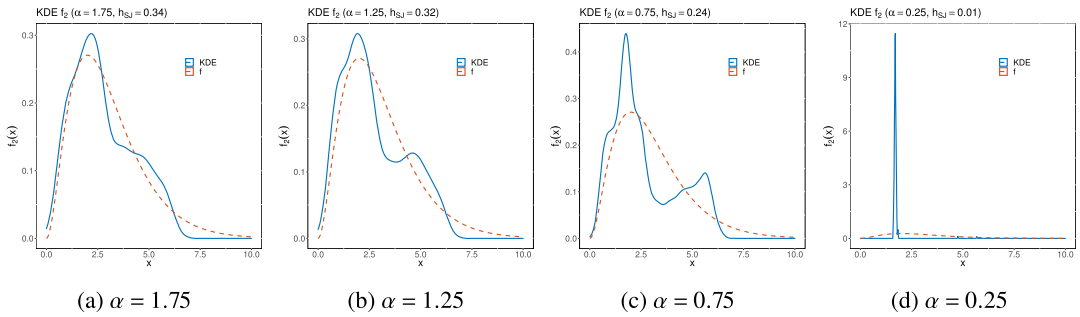 KDE f₂ (α = 1.75, hSJ = 0.34)
f₂(x)
0.3
0.2
0.1
0.0
KDE
f
0.0 2.5 5.0 7.5 10.0
x
(a) α = 1.75
KDE f₂ (α = 1.25, hSJ = 0.32)
f₂(x)
0.3
0.2
0.1
0.0
KDE
f
0.0 2.5 5.0 7.5 10.0
x
(b) α = 1.25
KDE f₂ (α = 0.75, hSJ = 0.24)
f₂(x)
0.4
0.3
0.2
0.1
0.0
KDE
f
0.0 2.5 5.0 7.5 10.0
x
(c) α = 0.75
KDE f₂ (α = 0.25, hSJ = 0.01)
f₂(x)
12
9
6
3
0
KDE
f
0.0 2.5 5.0 7.5 10.0
x
(d) α = 0.25